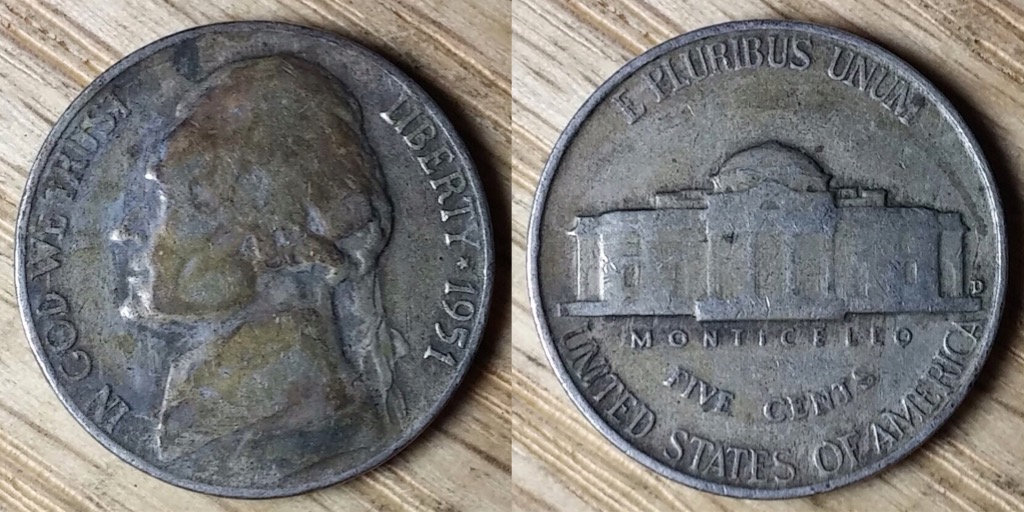 IN GOD WE TRUST
LIBERTY ★ 1951
E PLURIBUS UNUM
D
MONTICELLO
FIVE CENTS
UNITED STATES OF AMERICA